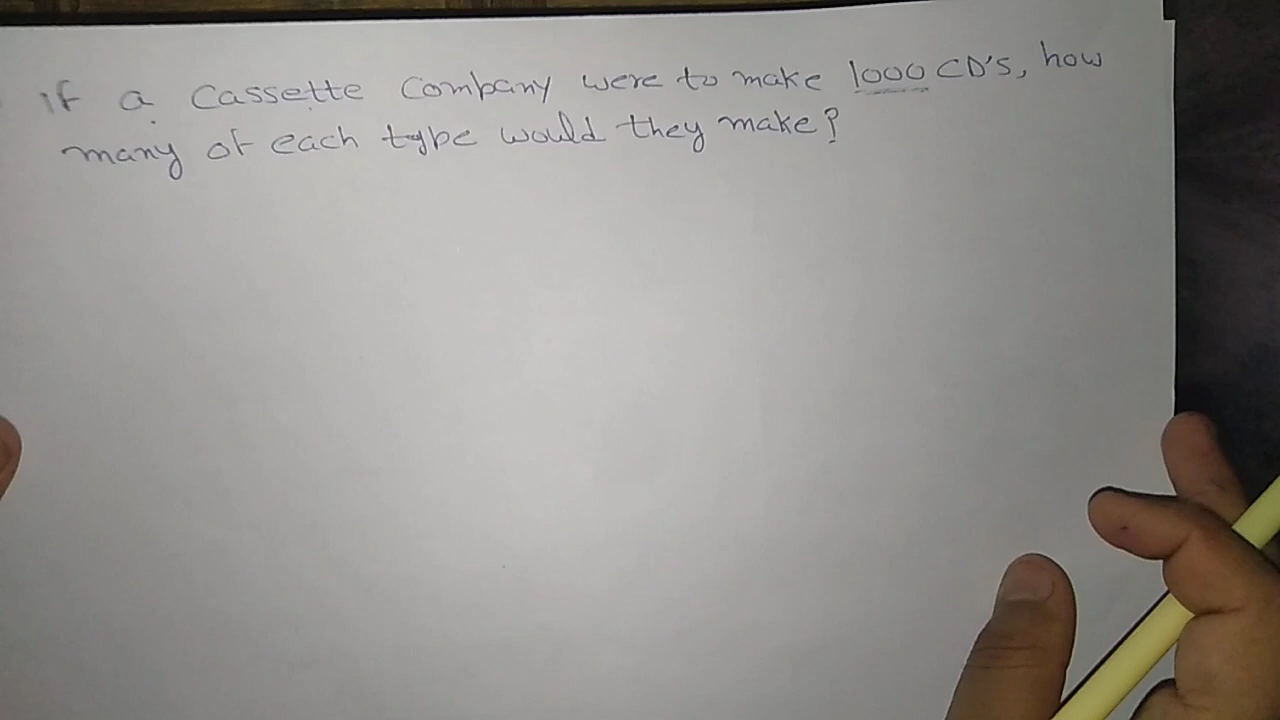 If a Cassette Company were to make 1000 CD'S, how
many of each type would they make?